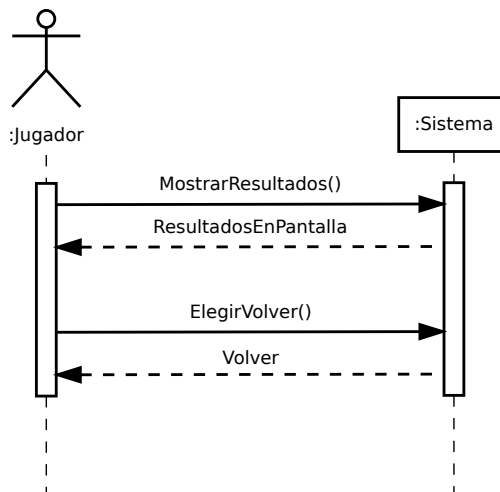 :Jugador
:Sistema
MostrarResultados()
ResultadosEnPantalla
ElegirVolver()
Volver